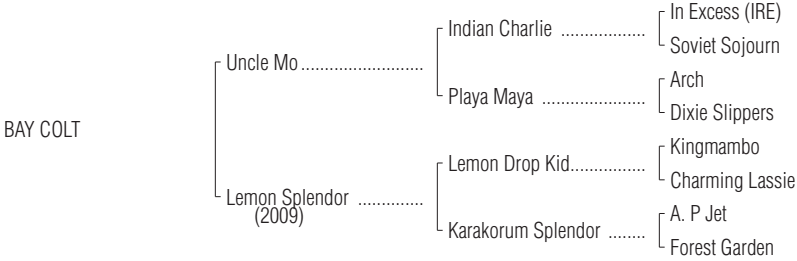 In Excess (IRE)
Indian Charlie ..................
Soviet Sojourn
Uncle Mo ..........................
Arch
Playa Maya ......................
Dixie Slippers
BAY COLT
Kingmambo
Lemon Drop Kid................
Charming Lassie
Lemon Splendor ..............
(2009)
A. P Jet
Karakorum Splendor ........
Forest Garden